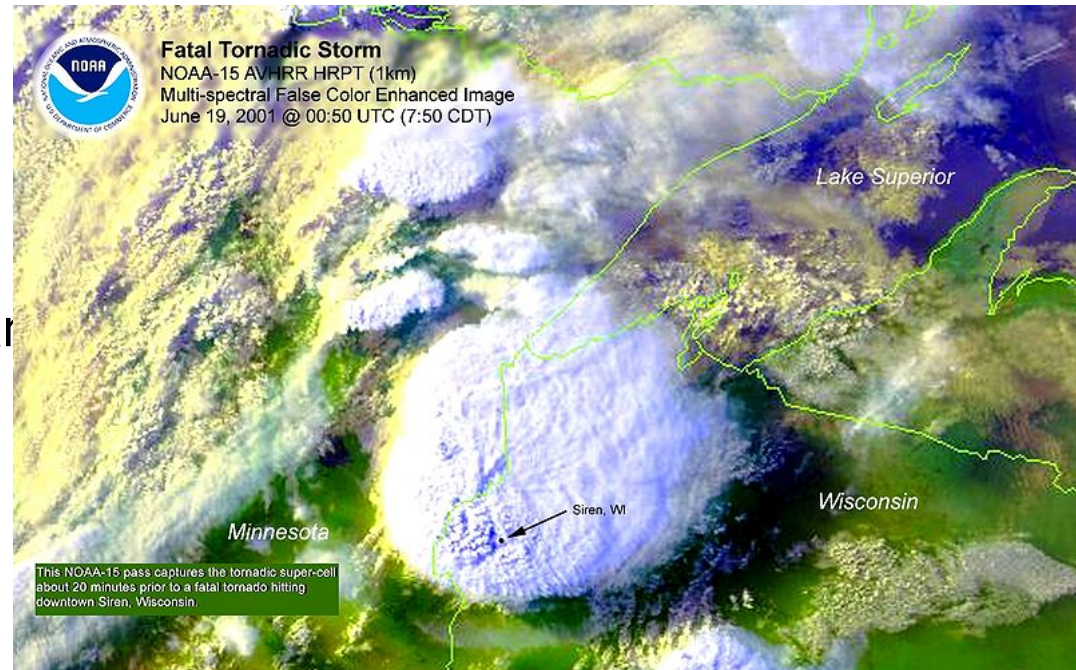 NOAA
NATIONAL OCEANIC AND ATMOSPHERIC ADMINISTRATION
U.S. DEPARTMENT OF COMMERCE
Fatal Tornadic Storm
NOAA-15 AVHRR HRPT (1km)
Multi-spectral False Color Enhanced Image
June 19, 2001 @ 00:50 UTC (7:50 CDT)
Lake Superior
Siren, WI
Wisconsin
Minnesota
This NOAA-15 pass captures the tornadic super-cell
about 20 minutes prior to a fatal tornado hitting
downtown Siren, Wisconsin.